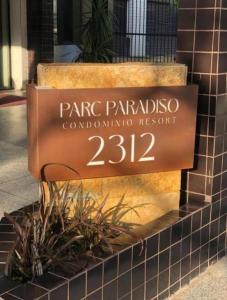 PARC PARADISO
CONDOMINIO RESORT
2312